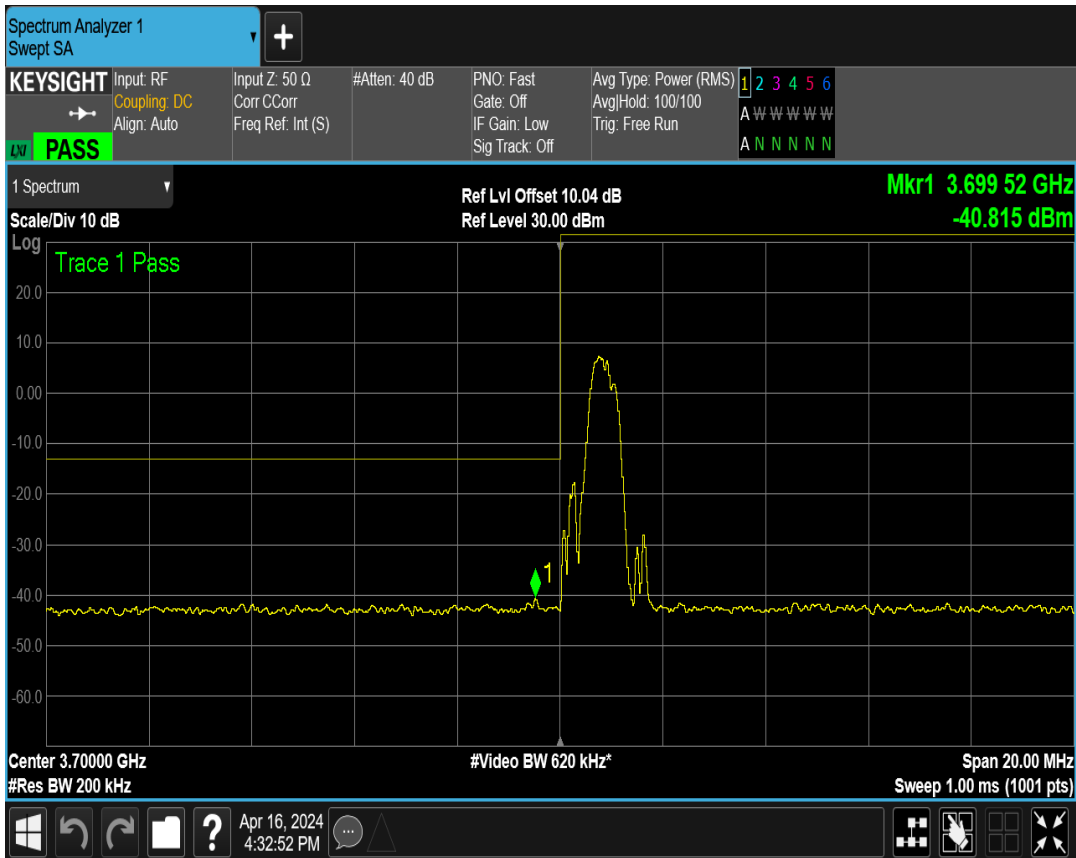 Spectrum Analyzer 1
Swept SA
+
KEYSIGHT
LXI PASS
Input: RF
Coupling: DC
Align: Auto
Input Z: 50 Ω
Corr CCorr
Freq Ref: Int (S)
#Atten: 40 dB
PNO: Fast
Gate: Off
IF Gain: Low
Sig Track: Off
Avg Type: Power (RMS)
Avg|Hold: 100/100
Trig: Free Run
1 2 3 4 5 6
A W W W W W
A N N N N N
1 Spectrum
Scale/Div 10 dB
Ref Lvl Offset 10.04 dB
Ref Level 30.00 dBm
Mkr1 3.699 52 GHz
-40.815 dBm
Log
Trace 1 Pass
20.0
10.0
0.00
-10.0
-20.0
-30.0
1
-40.0
-50.0
-60.0
Center 3.70000 GHz
#Video BW 620 kHz*
Span 20.00 MHz
#Res BW 200 kHz
Sweep 1.00 ms (1001 pts)
?
Apr 16, 2024
4:32:52 PM